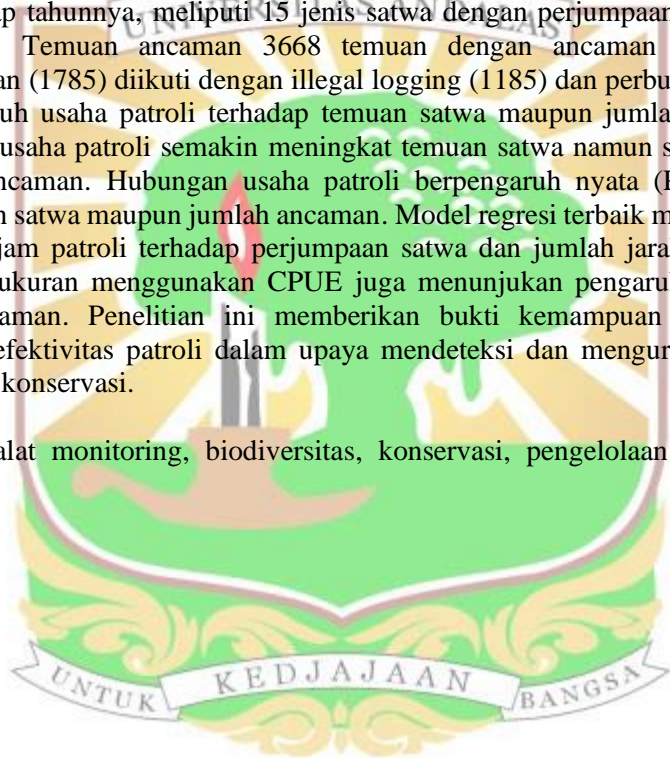 ap tahunnya, meliputi 15 jenis satwa dengan perjumpaan
UNIVERSITAS ANDALAS
Temuan ancaman 3668 temuan dengan ancaman
an (1785) diikuti dengan illegal logging (1185) dan perbu
uh usaha patroli terhadap temuan satwa maupun jumla
usaha patroli semakin meningkat temuan satwa namun s
ncaman. Hubungan usaha patroli berpengaruh nyata (
n satwa maupun jumlah ancaman. Model regresi terbaik m
jam patroli terhadap perjumpaan satwa dan jumlah jara
ukuran menggunakan CPUE juga menunjukan pengaru
aman. Penelitian ini memberikan bukti kemampuan
efektivitas patroli dalam upaya mendeteksi dan mengur
konservasi.
alat monitoring, biodiversitas, konservasi, pengelolaan
UNTUK KEDJAJAAN BANGSA